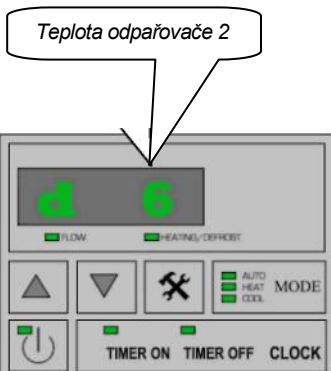 Teplota odpařovače 2
d 6
FLOW HEATING/DEFROST
AUTO
HEAT
COOL
MODE
TIMER ON TIMER OFF CLOCK